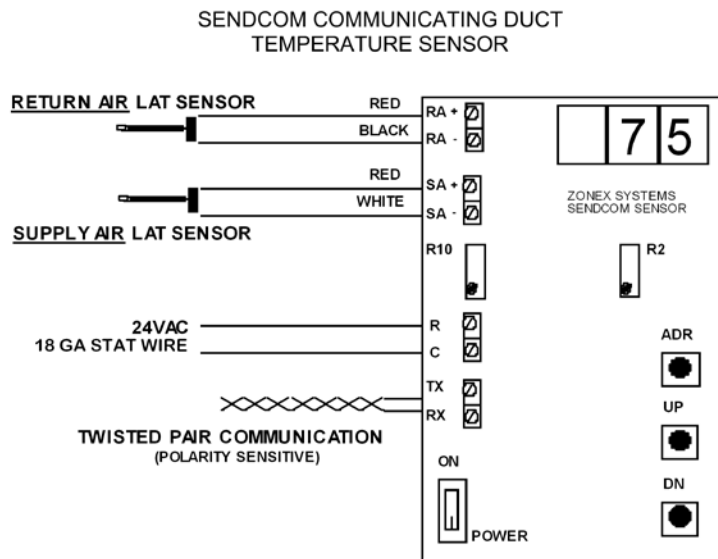 SENDCOM COMMUNICATING DUCT
TEMPERATURE SENSOR
RETURN AIR LAT SENSOR
RED
RA +
BLACK
RA -
75
RED
SA +
WHITE
SA -
SUPPLY AIR LAT SENSOR
ZONEX SYSTEMS
SENDCOM SENSOR
R10
R2
24VAC
R
18 GA STAT WIRE
C
ADR
TX
RX
UP
TWISTED PAIR COMMUNICATION
(POLARITY SENSITIVE)
ON
DN
POWER